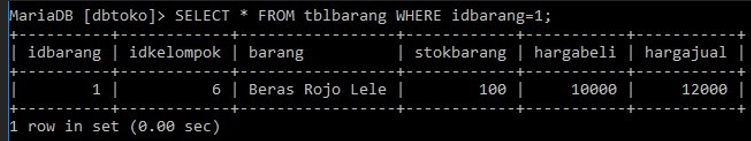 MariaDB [dbtoko]> SELECT * FROM tblbarang WHERE idbarang=1;
+----------+------------+-----------------+------------+-----------+-----------+
| idbarang | idkelompok | barang          | stokbarang | hargabeli | hargajual |
+----------+------------+-----------------+------------+-----------+-----------+
|        1 |          6 | Beras Rojo Lele |        100 |     10000 |     12000 |
+----------+------------+-----------------+------------+-----------+-----------+
1 row in set (0.00 sec)